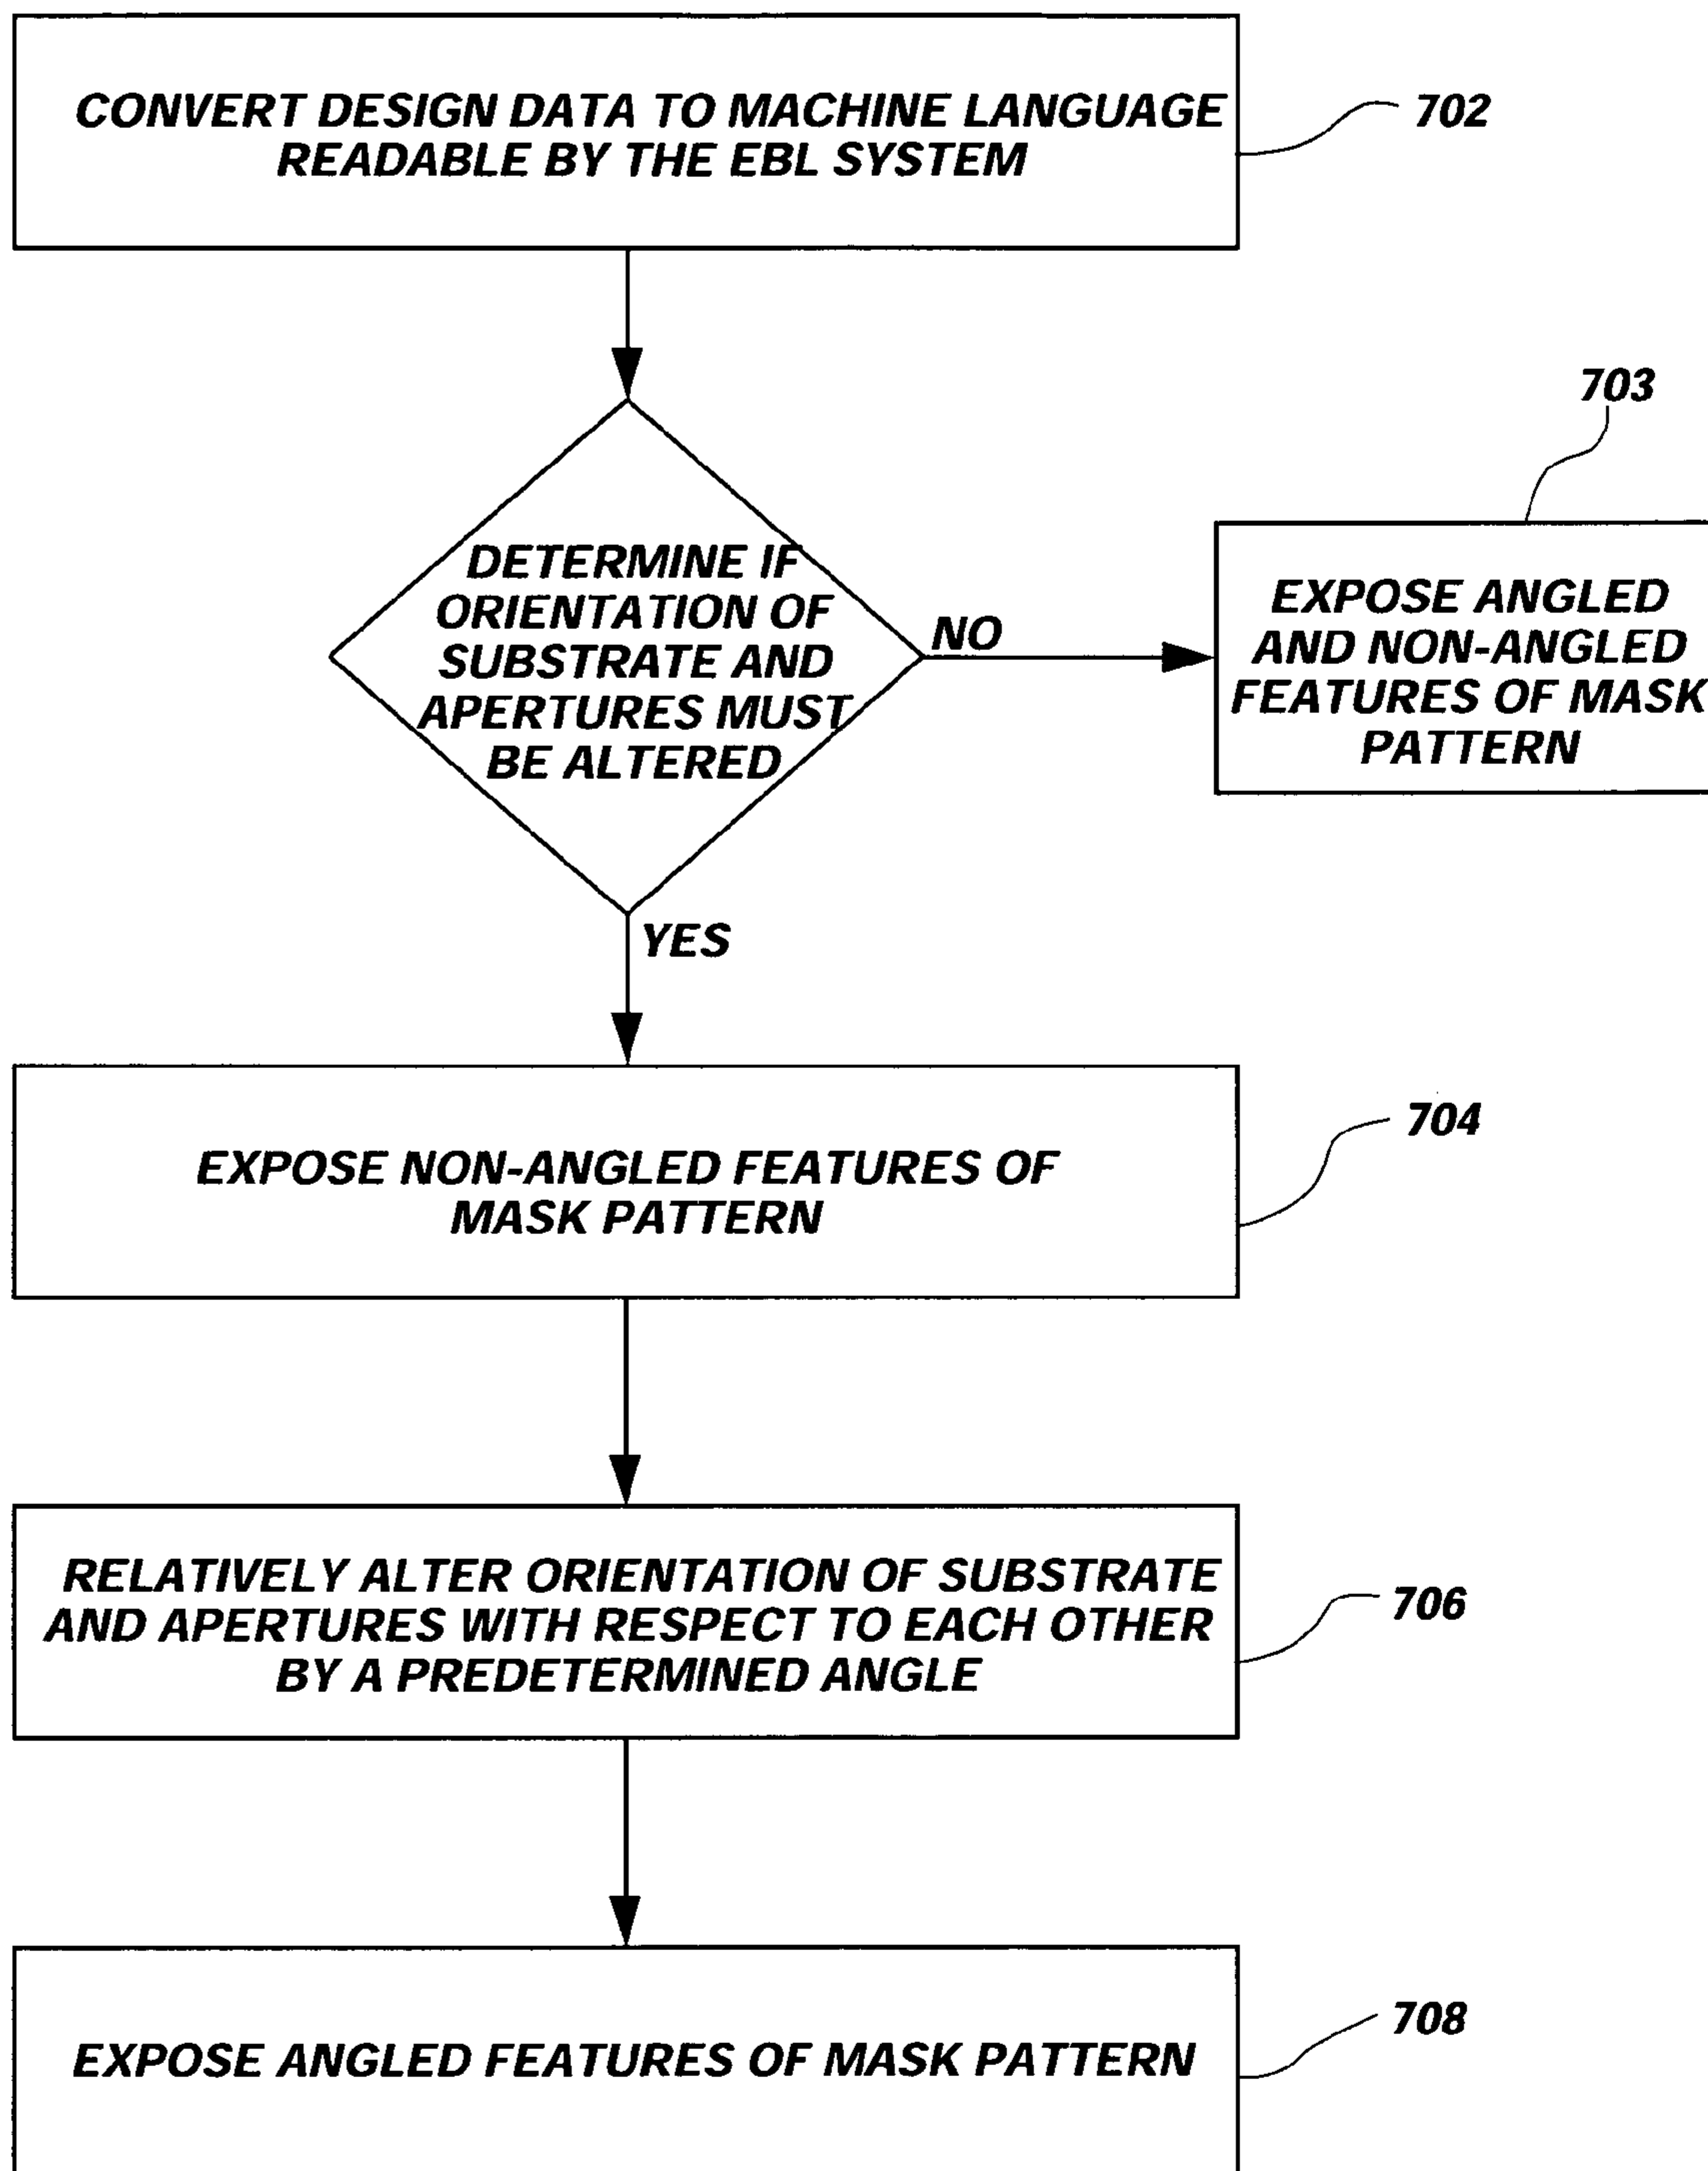 CONVERT DESIGN DATA TO MACHINE LANGUAGE
READABLE BY THE EBL SYSTEM
702
703
DETERMINE IF
ORIENTATION OF
SUBSTRATE AND
APERTURES MUST
BE ALTERED
NO
EXPOSE ANGLED
AND NON-ANGLED
FEATURES OF MASK
PATTERN
YES
EXPOSE NON-ANGLED FEATURES OF
MASK PATTERN
704
RELATIVELY ALTER ORIENTATION OF SUBSTRATE
AND APERTURES WITH RESPECT TO EACH OTHER
BY A PREDETERMINED ANGLE
706
EXPOSE ANGLED FEATURES OF MASK PATTERN
708